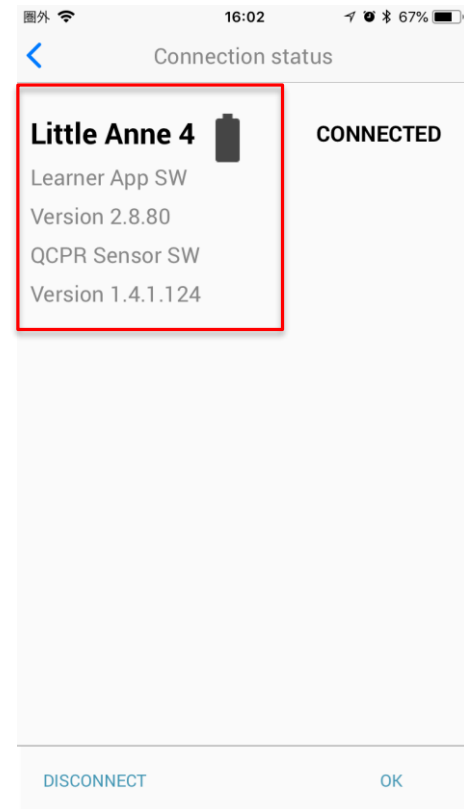 圏外 16:02 67%
Connection status
Little Anne 4 CONNECTED
Learner App SW
Version 2.8.80
QCPR Sensor SW
Version 1.4.1.124
DISCONNECT OK